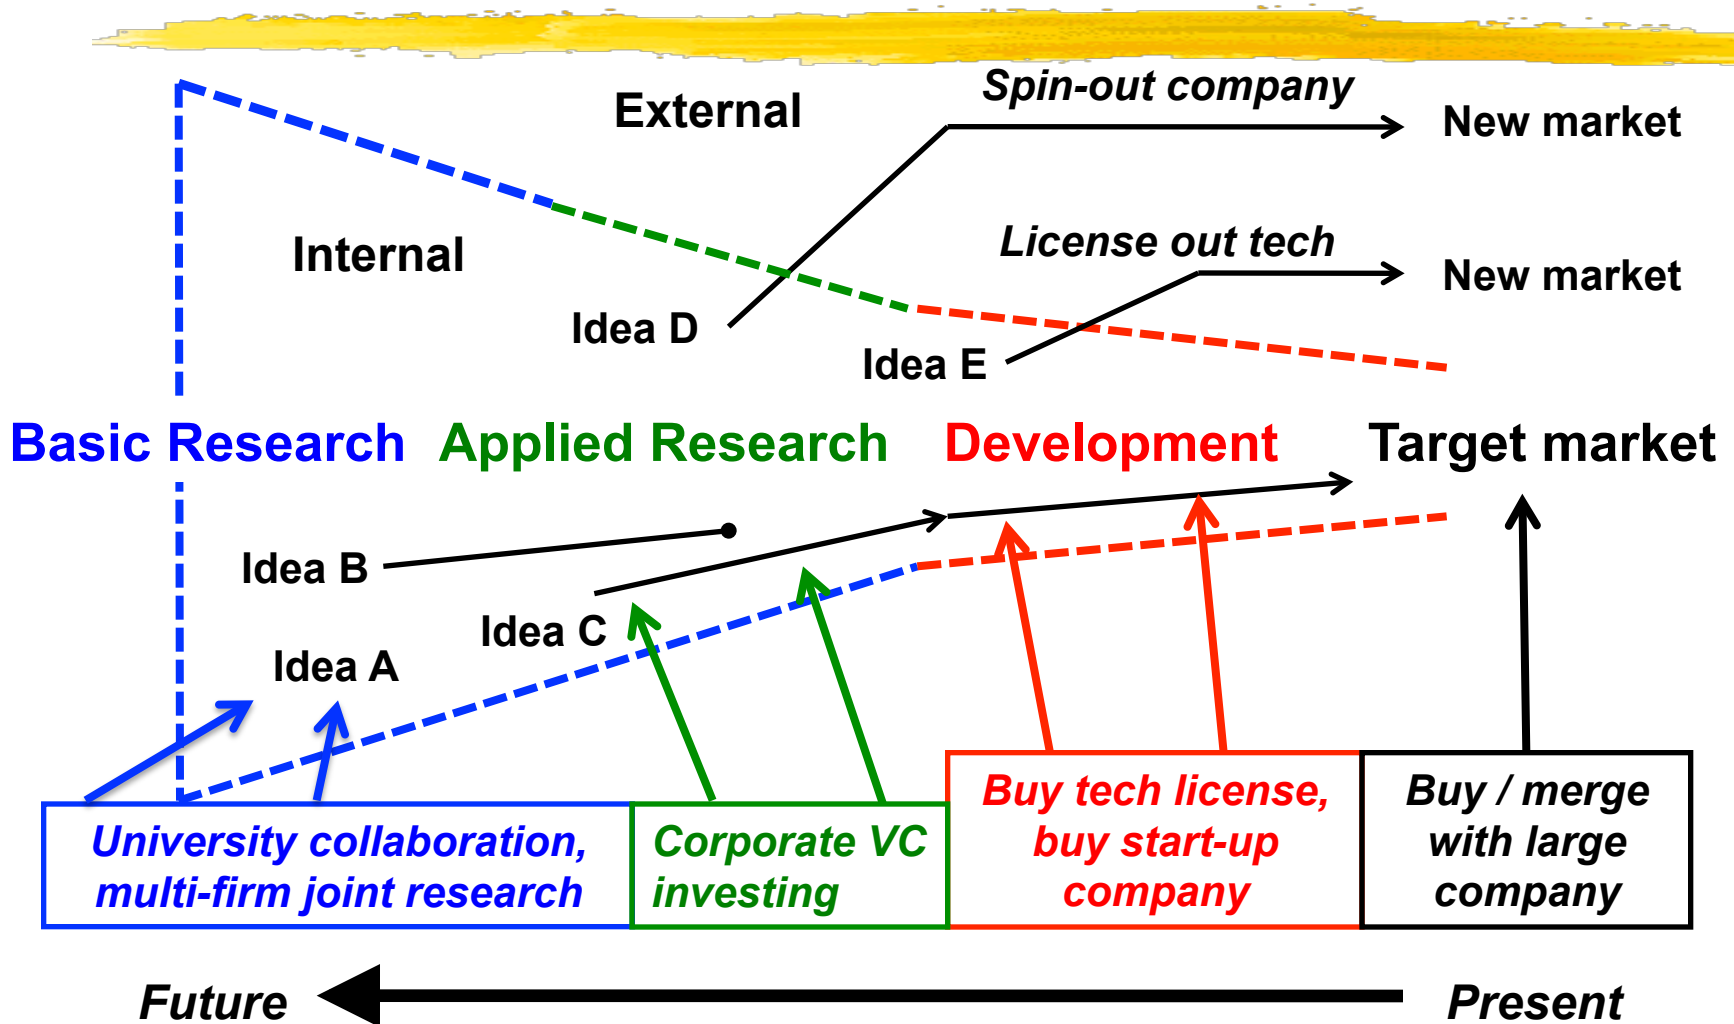 Spin-out company
External
New market
License out tech
Internal
New market
Idea D
Idea E
Basic Research Applied Research Development Target market
Idea B
Idea C
Idea A
University collaboration,
multi-firm joint research
Corporate VC
investing
Buy tech license,
buy start-up
company
Buy / merge
with large
company
Future
Present